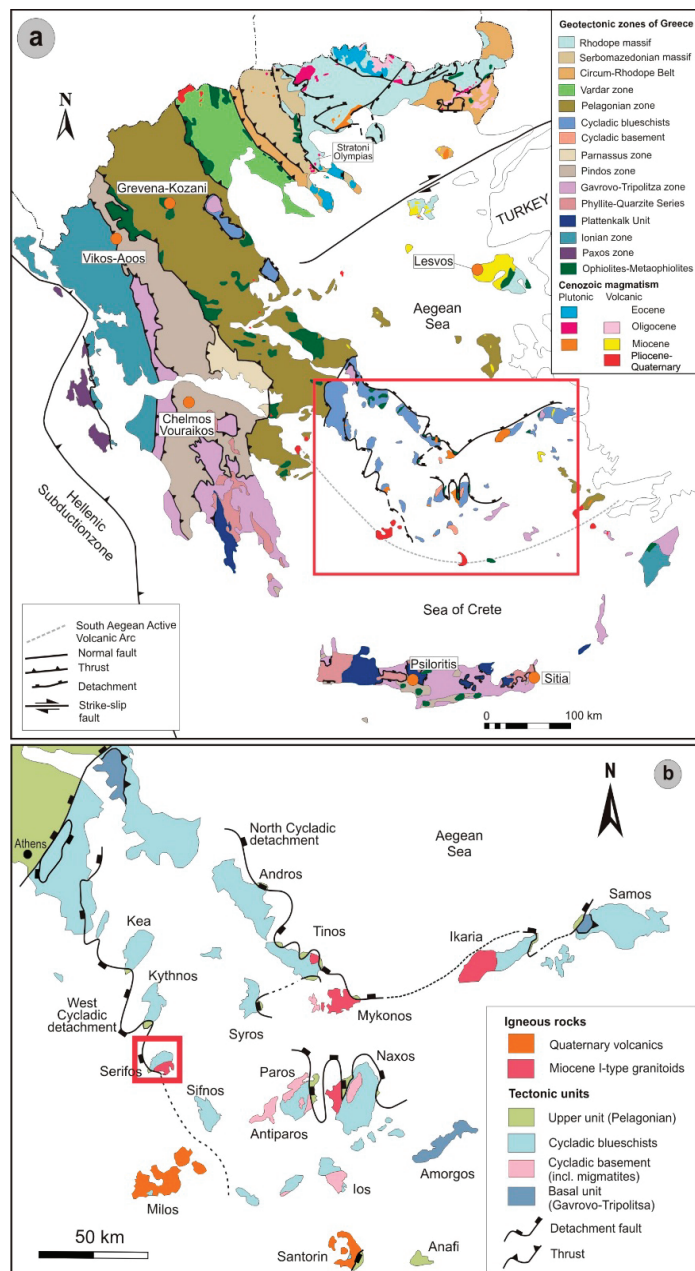 a
N
Stratoni
Olympias
Grevena-Kozani
Vikos-Aoos
Lesvos
TURKEY
Aegean
Sea
Chelmos
Vouraikos
Hellenic
Subductionzone
Sea of Crete
Psiloritis
Sitia
0 100 km
Geotectonic zones of Greece
Rhodope massif
Serbomazedonian massif
Circum-Rhodope Belt
Vardar zone
Pelagonian zone
Cycladic blueschists
Cycladic basement
Parnassus zone
Pindos zone
Gavrovo-Tripolitza zone
Phyllite-Quarzite Series
Plattenkalk Unit
Ionian zone
Paxos zone
Ophiolites-Metaophiolites
Cenozoic magmatism
Plutonic Volcanic
Eocene
Oligocene
Miocene
Pliocene-
Quaternary
South Aegean Active
Volcanic Arc
Normal fault
Thrust
Detachment
Strike-slip
fault
b
N
Athens
North Cycladic
detachment
Aegean
Sea
Andros
Samos
Kea
Tinos
Ikaria
Kythnos
West
Cycladic
detachment
Syros
Mykonos
Serifos
Paros
Naxos
Sifnos
Antiparos
Amorgos
Ios
Milos
Santorin
Anafi
50 km
Igneous rocks
Quaternary volcanics
Miocene I-type granitoids
Tectonic units
Upper unit (Pelagonian)
Cycladic blueschists
Cycladic basement
(incl. migmatites)
Basal unit
(Gavrovo-Tripolitsa)
Detachment fault
Thrust